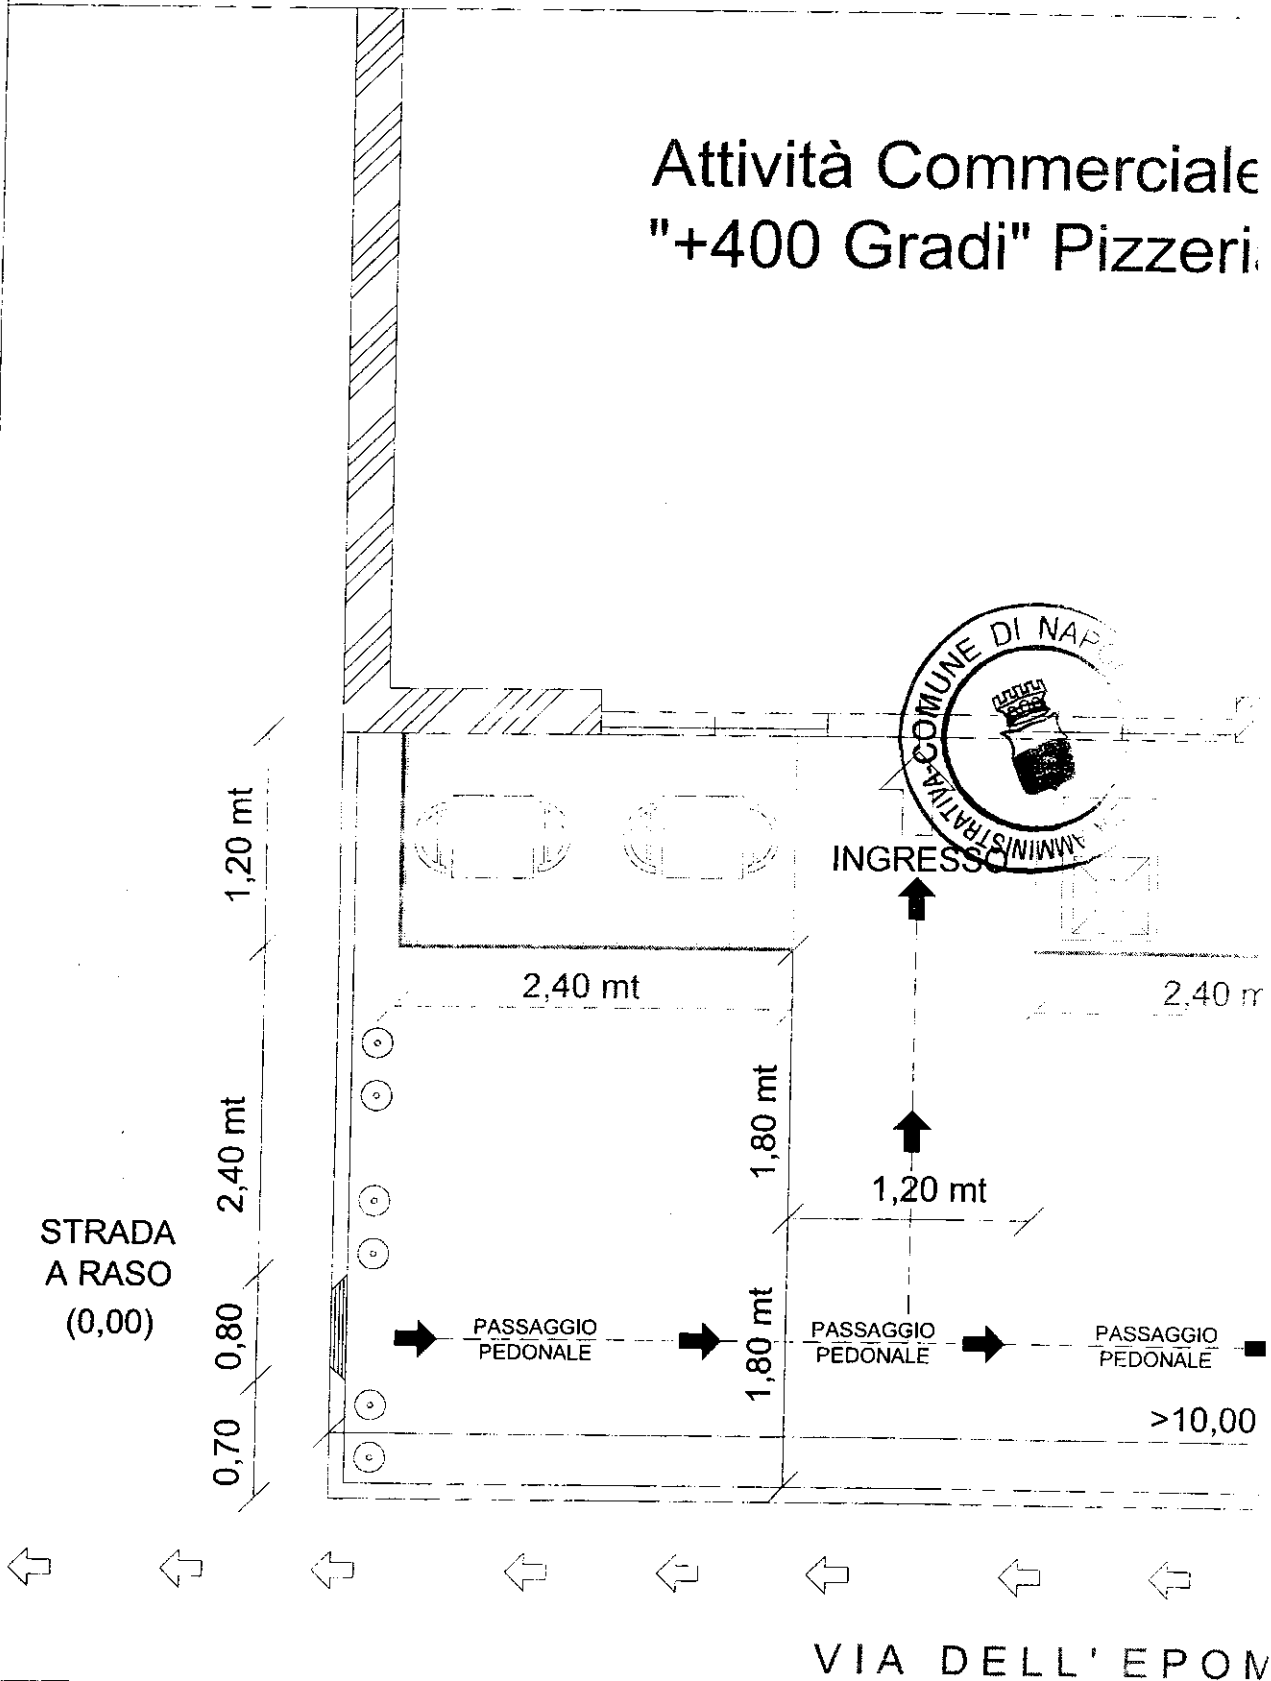 Attività Commerciale
"+400 Gradi" Pizzeri
COMUNE DI NAP
AMMINISTRATIVA
1,20 mt
INGRESSO
2,40 mt
2,40 m
1,80 mt
2,40 mt
1,20 mt
STRADA
A RASO
(0,00)
0,80
1,80 mt
PASSAGGIO
PEDONALE
PASSAGGIO
PEDONALE
PASSAGGIO
PEDONALE
>10,00
0,70
VIA DELL'EPOM